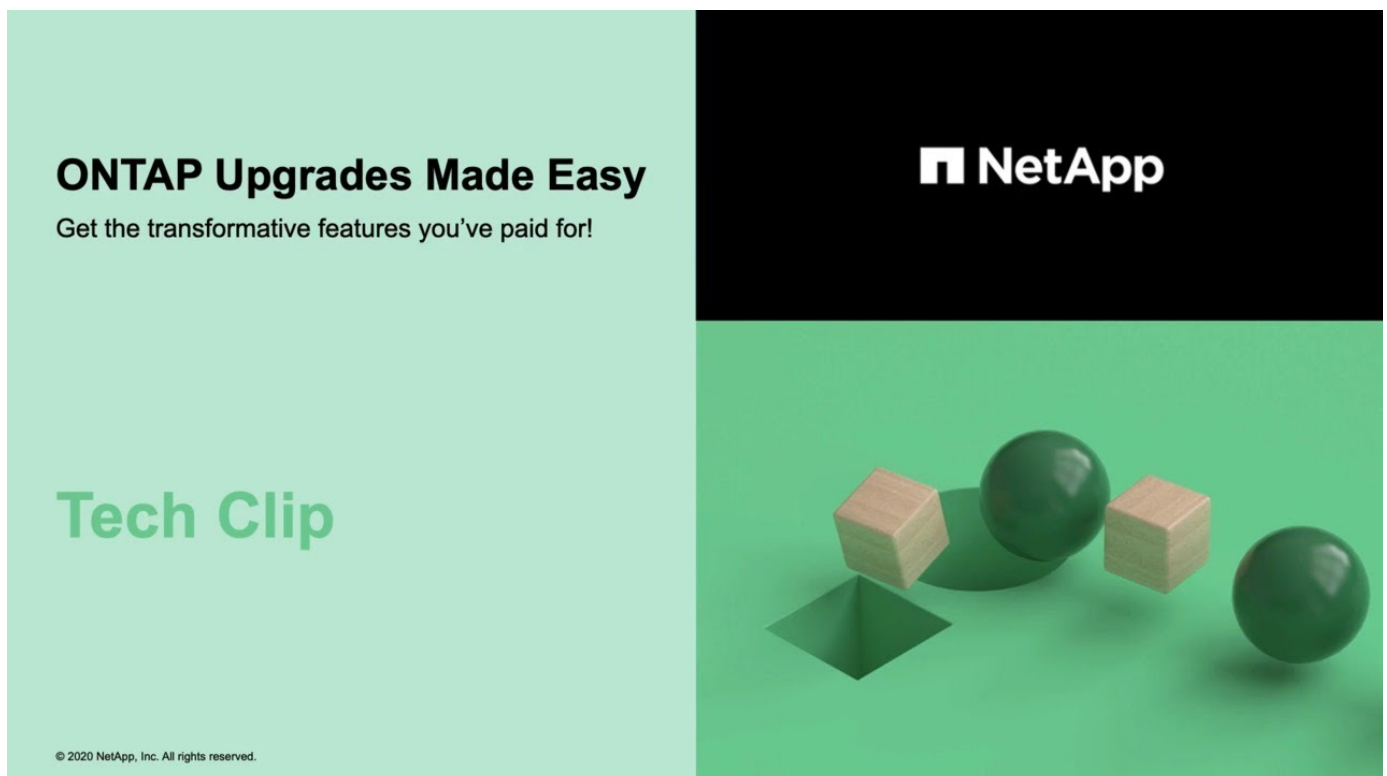 ONTAP Upgrades Made Easy
Get the transformative features you’ve paid for!
NetApp
Tech Clip
© 2020 NetApp, Inc. All rights reserved.